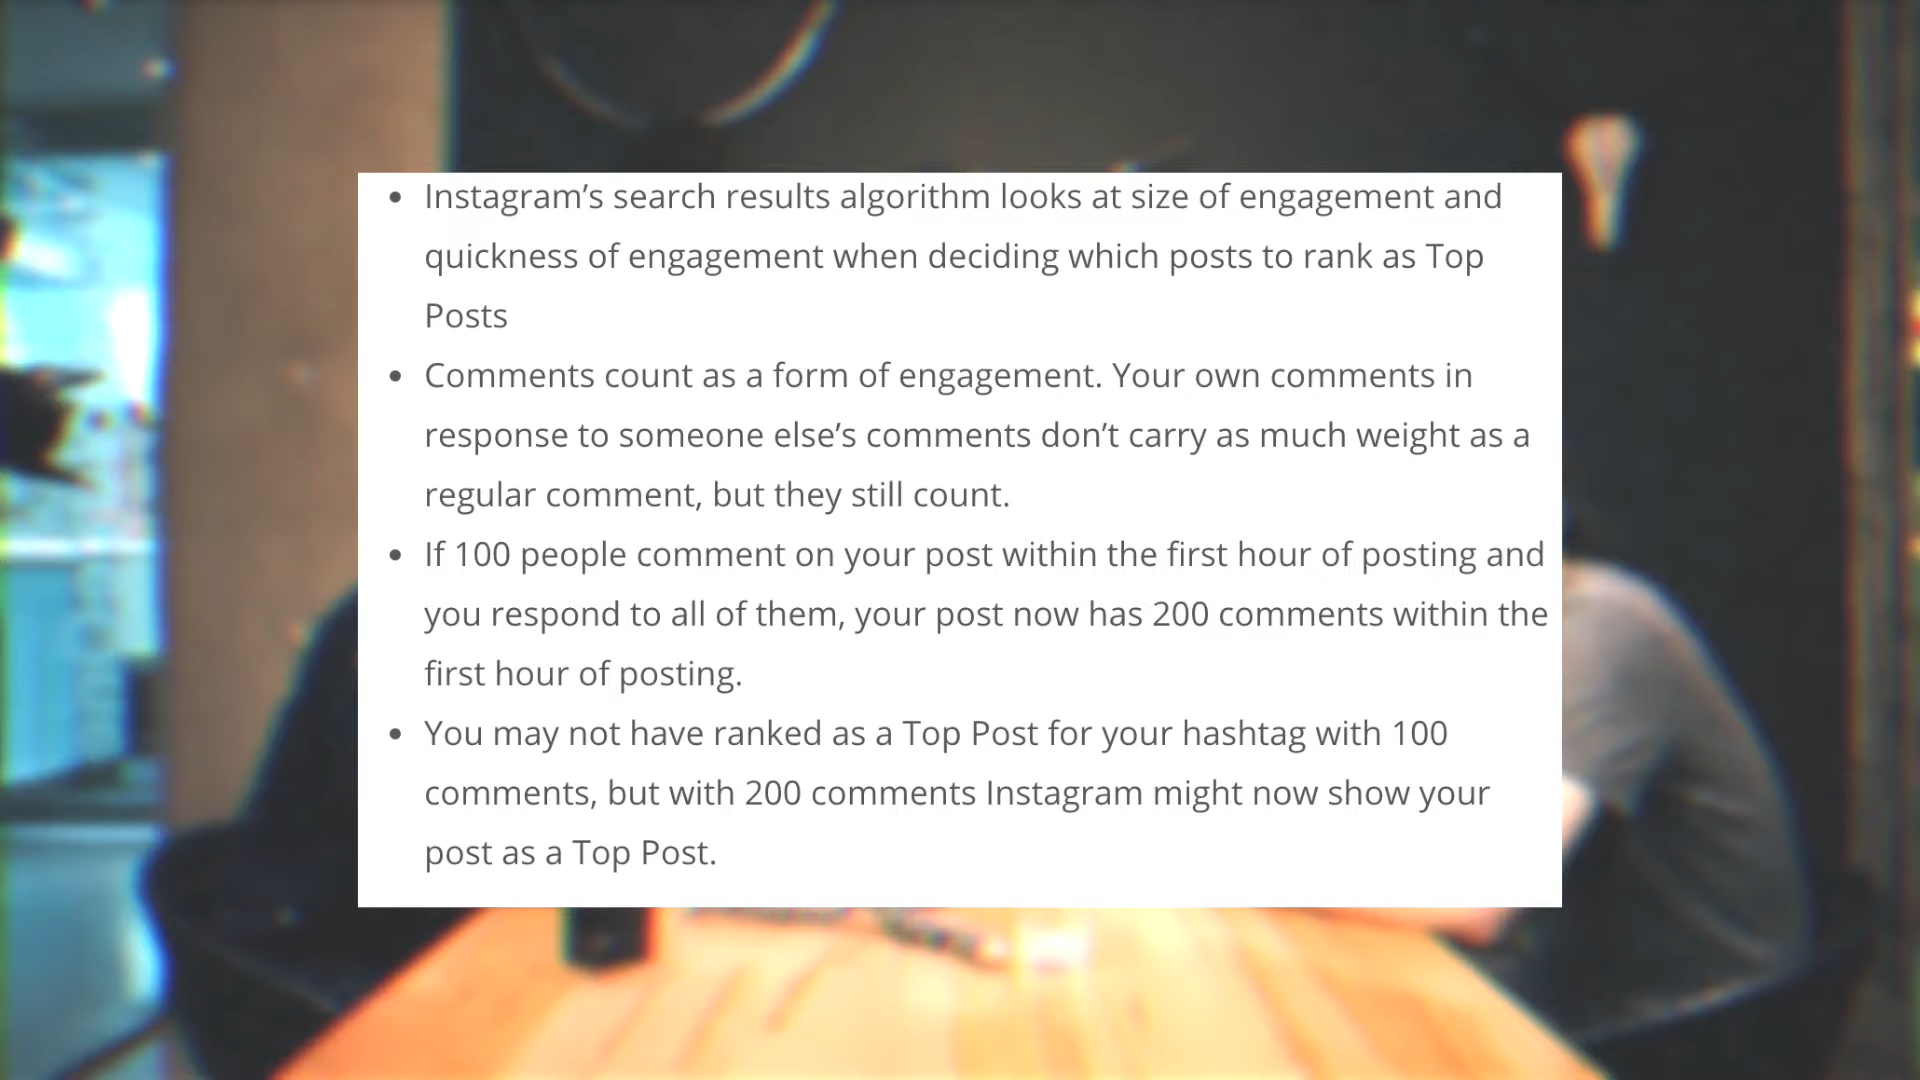 • Instagram’s search results algorithm looks at size of engagement and
quickness of engagement when deciding which posts to rank as Top
Posts
• Comments count as a form of engagement. Your own comments in
response to someone else’s comments don’t carry as much weight as a
regular comment, but they still count.
• If 100 people comment on your post within the first hour of posting and
you respond to all of them, your post now has 200 comments within the
first hour of posting.
• You may not have ranked as a Top Post for your hashtag with 100
comments, but with 200 comments Instagram might now show your
post as a Top Post.